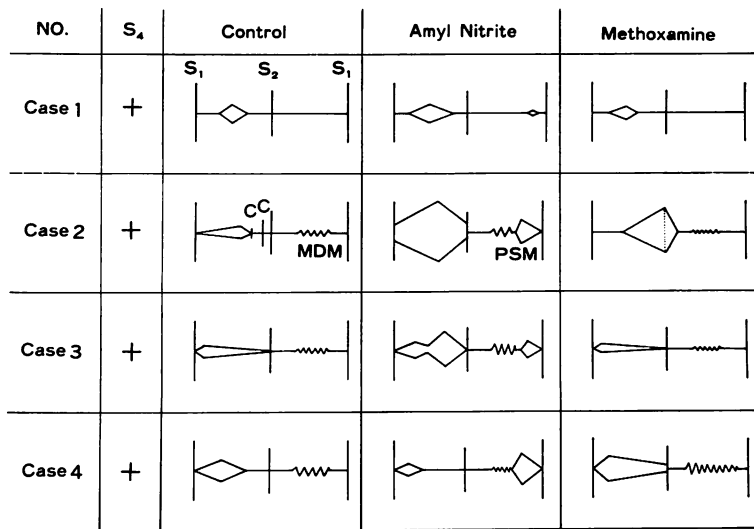 NO. S₄ Control Amyl Nitrite Methoxamine
S₁ S₂ S₁
Case 1 +
C C
Case 2 +
MDM PSM
Case 3 +
Case 4 +